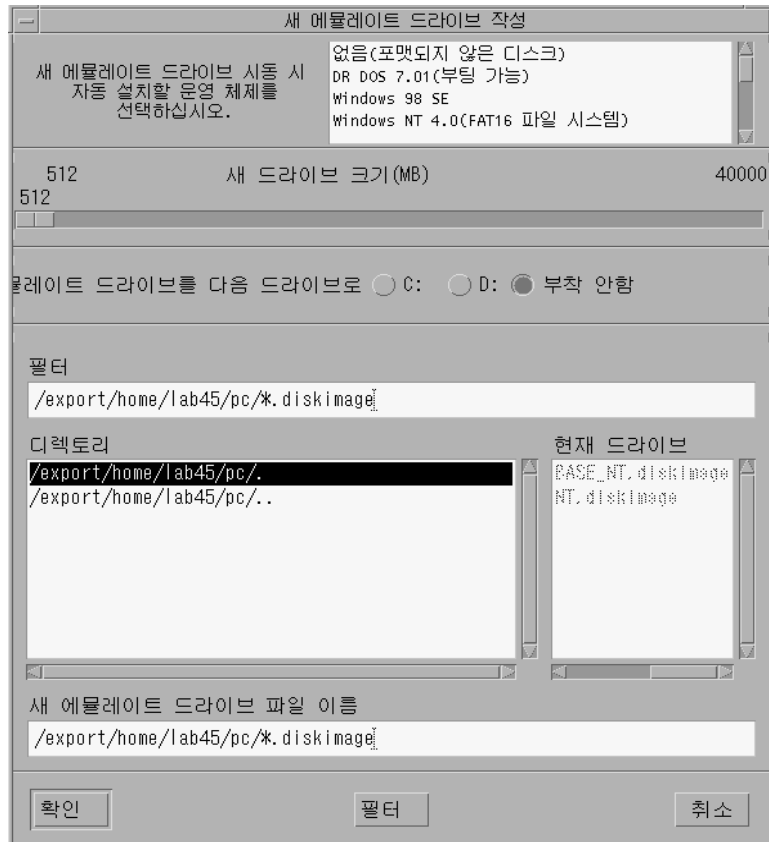 새 에뮬레이트 드라이브 작성
새 에뮬레이트 드라이브 시동 시
자동 설치할 운영 체제를
선택하십시오.
없음(포맷되지 않은 디스크)
DR DOS 7.01(부팅 가능)
Windows 98 SE
Windows NT 4.0(FAT16 파일 시스템)
512 새 드라이브 크기(MB) 40000
512
뮬레이트 드라이브를 다음 드라이브로 C: D: 부착 안함
필터
/export/home/lab45/pc/*.diskimage
디렉토리
/export/home/lab45/pc/.
/export/home/lab45/pc/..
현재 드라이브
BASE_NT.diskimage
NT.diskimage
새 에뮬레이트 드라이브 파일 이름
/export/home/lab45/pc/*.diskimage
확인 필터 취소